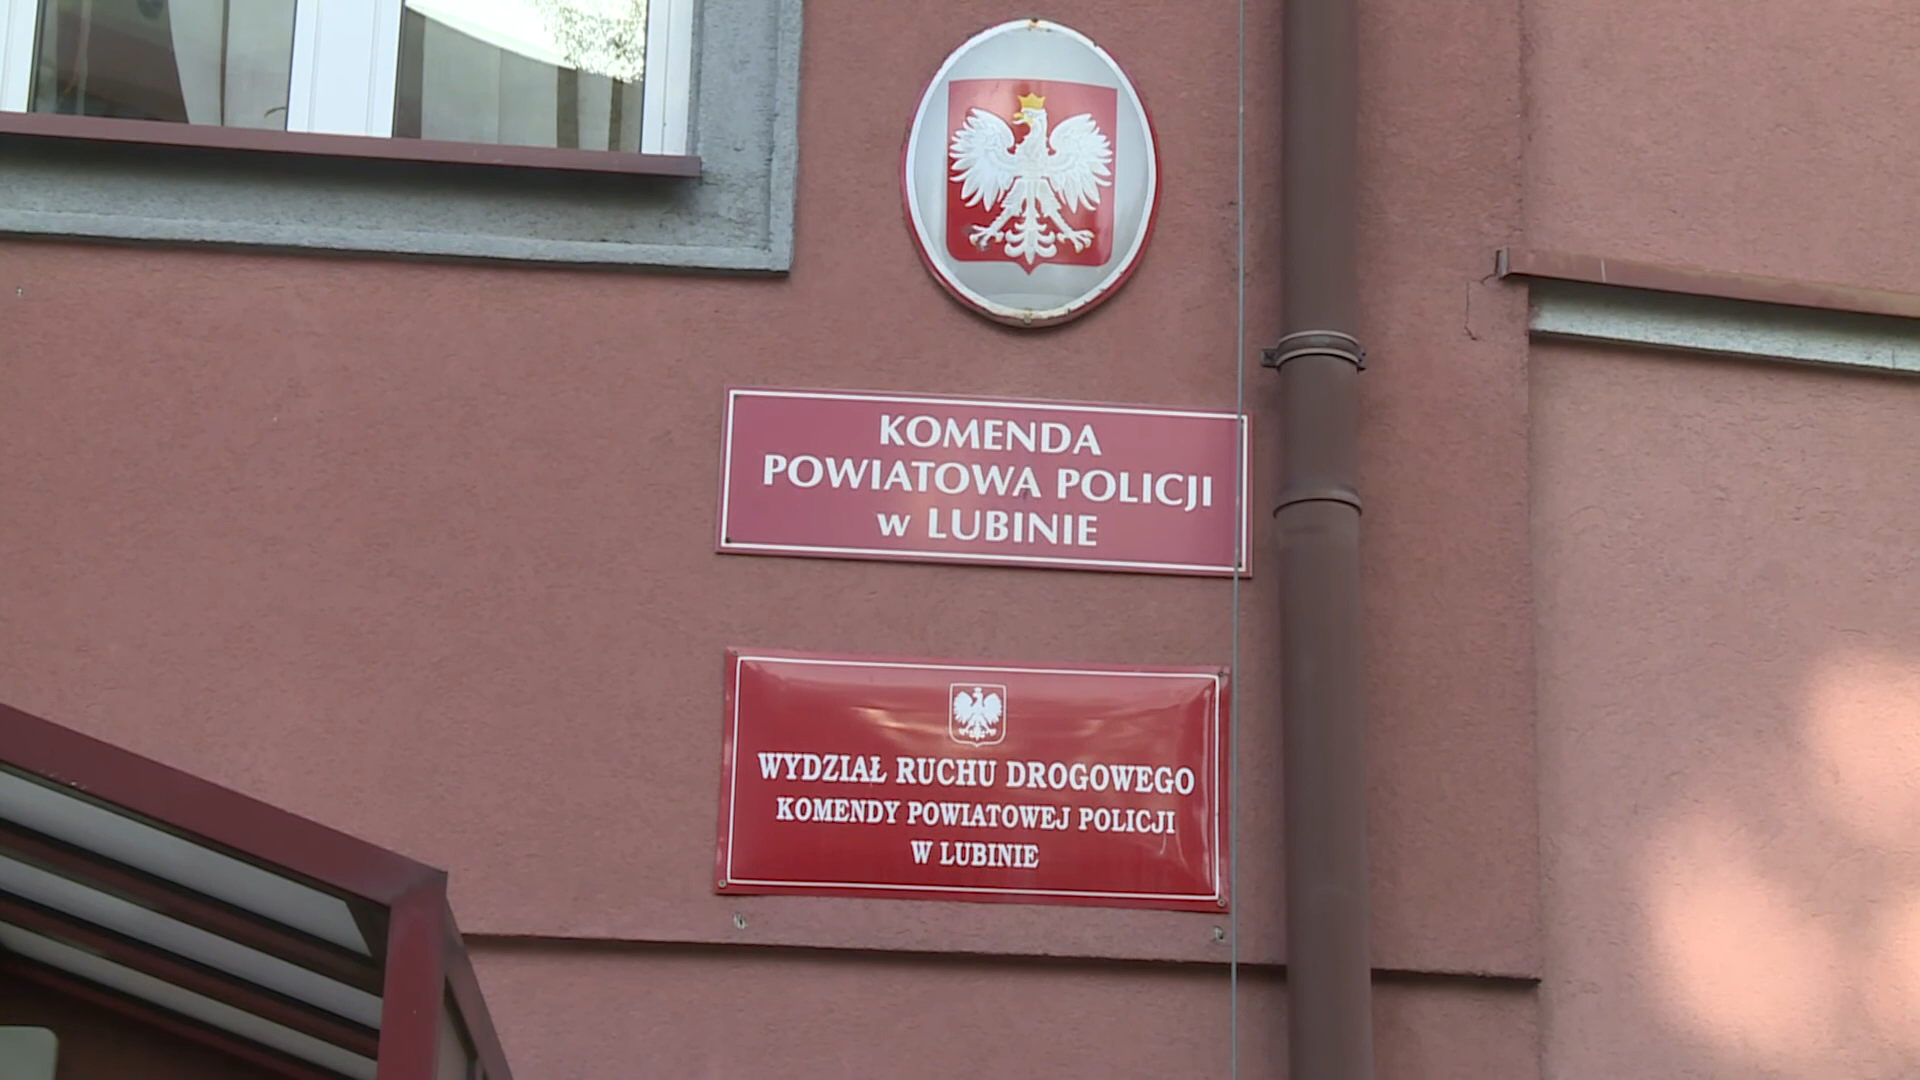 KOMENDA
POWIATOWA POLICJI
w LUBINIE
WYDZIAŁ RUCHU DROGOWEGO
KOMENDY POWIATOWEJ POLICJI
W LUBINIE